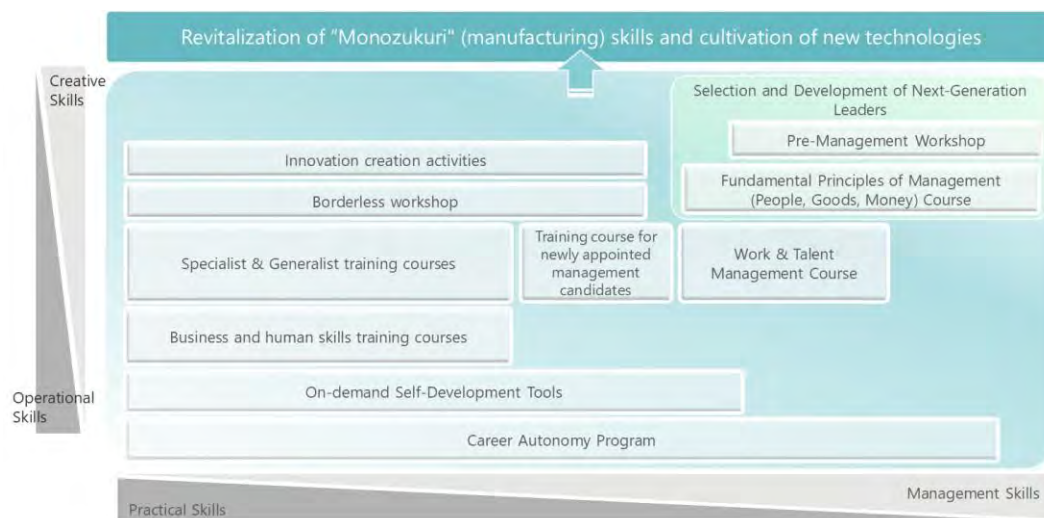 Revitalization of "Monozukuri" (manufacturing) skills and cultivation of new technologies
Creative
Skills
Selection and Development of Next-Generation
Leaders
Pre-Management Workshop
Innovation creation activities
Fundamental Principles of Management
(People, Goods, Money) Course
Borderless workshop
Specialist & Generalist training courses
Training course for
newly appointed
management
candidates
Work & Talent
Management Course
Business and human skills training courses
On-demand Self-Development Tools
Operational
Skills
Career Autonomy Program
Management Skills
Practical Skills